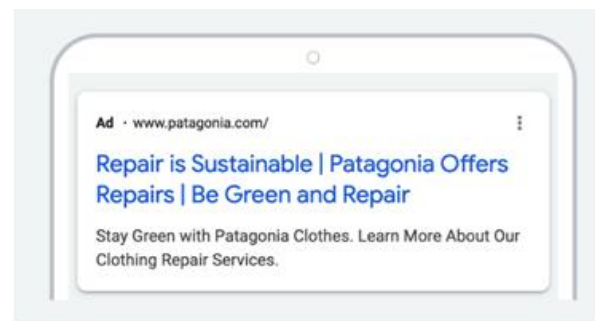 Ad · www.patagonia.com/
Repair is Sustainable | Patagonia Offers
Repairs | Be Green and Repair
Stay Green with Patagonia Clothes. Learn More About Our
Clothing Repair Services.